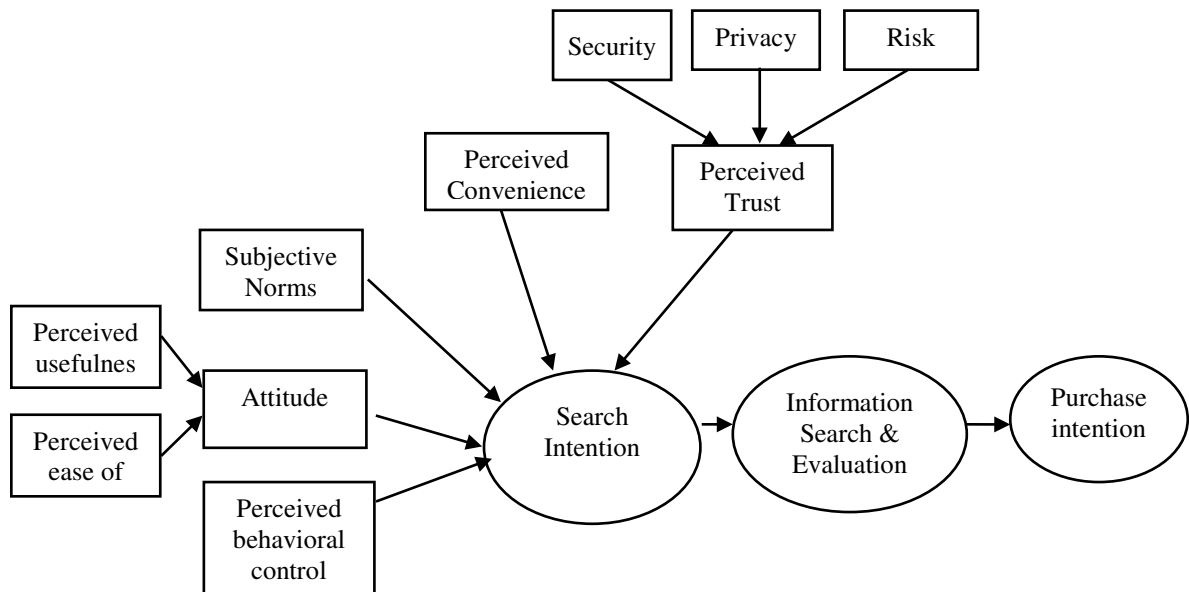 Security
Privacy
Risk
Perceived
Convenience
Perceived
Trust
Subjective
Norms
Perceived
usefulnes
Attitude
Perceived
ease of
Perceived
behavioral
control
Search
Intention
Information
Search &
Evaluation
Purchase
intention